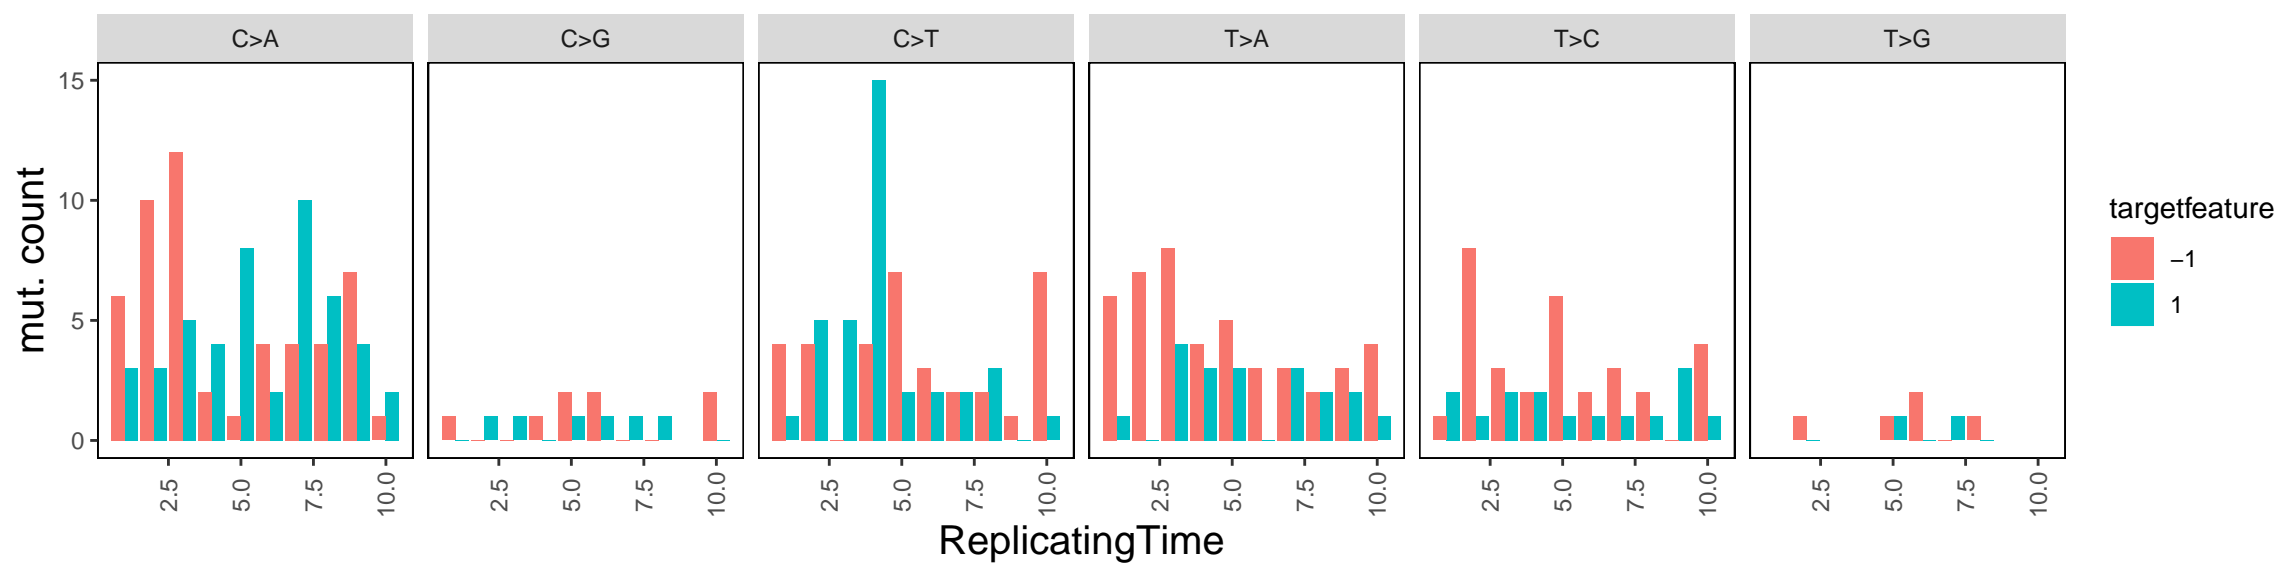 C>A C>G C>T T>A T>C T>G
15
10
5
0
mut. count
2.5 5.0 7.5 10.0 2.5 5.0 7.5 10.0 2.5 5.0 7.5 10.0 2.5 5.0 7.5 10.0 2.5 5.0 7.5 10.0 2.5 5.0 7.5 10.0
ReplicatingTime
targetfeature
−1
1